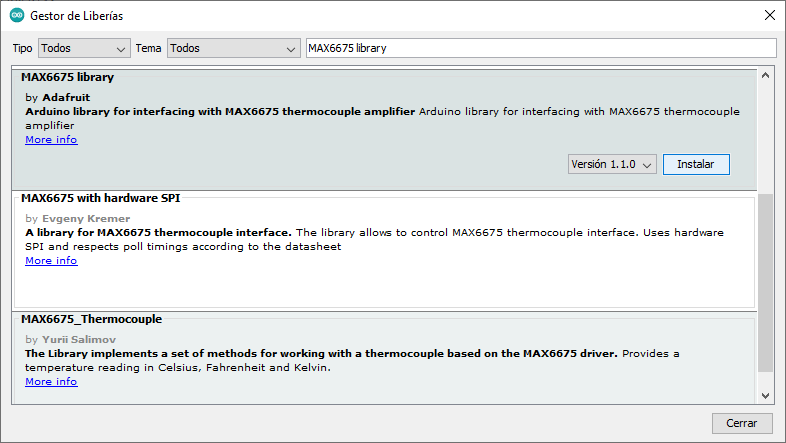 Gestor de Liberías
Tipo Todos Tema Todos MAX6675 library
MAX6675 library
by Adafruit
Arduino library for interfacing with MAX6675 thermocouple amplifier Arduino library for interfacing with MAX6675 thermocouple
amplifier
More info
Versión 1.1.0 Instalar
MAX6675 with hardware SPI
by Evgeny Kremer
A library for MAX6675 thermocouple interface. The library allows to control MAX6675 thermocouple interface. Uses hardware
SPI and respects poll timings according to the datasheet
More info
MAX6675_Thermocouple
by Yurii Salimov
The Library implements a set of methods for working with a thermocouple based on the MAX6675 driver. Provides a
temperature reading in Celsius, Fahrenheit and Kelvin.
More info
Cerrar